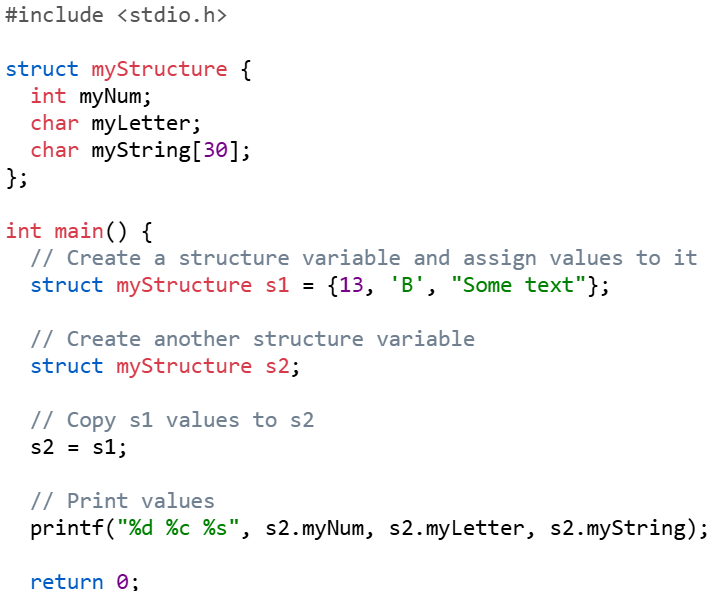 #include <stdio.h>

struct myStructure {
  int myNum;
  char myLetter;
  char myString[30];
};

int main() {
  // Create a structure variable and assign values to it
  struct myStructure s1 = {13, 'B', "Some text"};

  // Create another structure variable
  struct myStructure s2;

  // Copy s1 values to s2
  s2 = s1;

  // Print values
  printf("%d %c %s", s2.myNum, s2.myLetter, s2.myString);

  return 0;